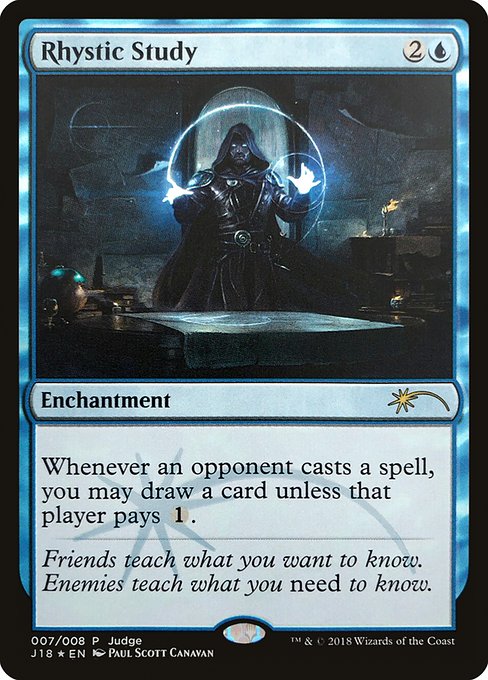 Rhystic Study 2
Enchantment
Whenever an opponent casts a spell,
you may draw a card unless that
player pays 1.
Friends teach what you want to know.
Enemies teach what you need to know.
007/008 P Judge
J18 ★ EN Paul Scott Canavan
™ & © 2018 Wizards of the Coast